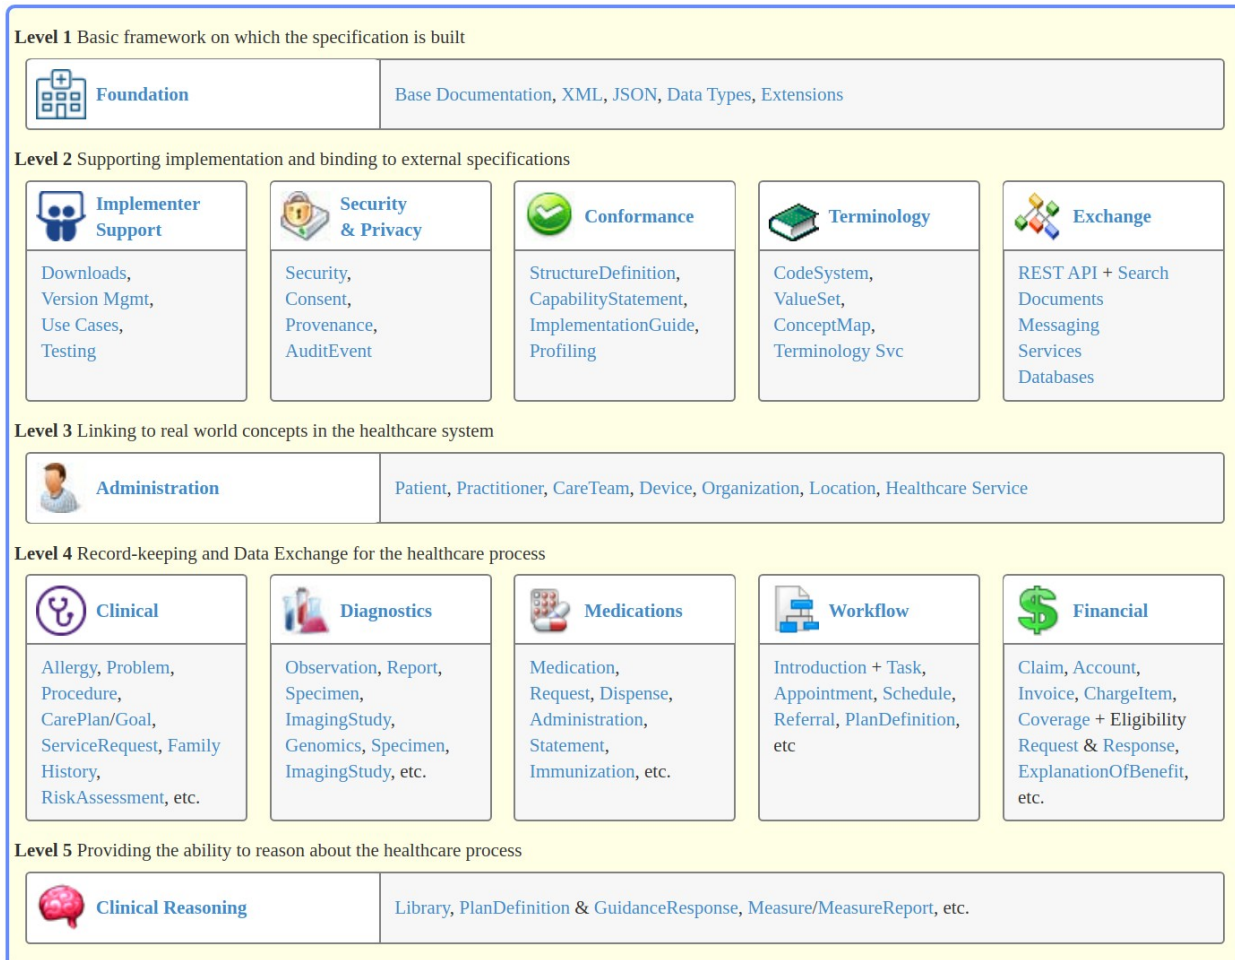 Level 1 Basic framework on which the specification is built
Foundation
Base Documentation, XML, JSON, Data Types, Extensions
Level 2 Supporting implementation and binding to external specifications
Implementer
Support
Downloads,
Version Mgmt,
Use Cases,
Testing
Security
& Privacy
Security,
Consent,
Provenance,
AuditEvent
Conformance
StructureDefinition,
CapabilityStatement,
ImplementationGuide,
Profiling
Terminology
CodeSystem,
ValueSet,
ConceptMap,
Terminology Svc
Exchange
REST API + Search
Documents
Messaging
Services
Databases
Level 3 Linking to real world concepts in the healthcare system
Administration
Patient, Practitioner, CareTeam, Device, Organization, Location, Healthcare Service
Level 4 Record-keeping and Data Exchange for the healthcare process
Clinical
Allergy, Problem,
Procedure,
CarePlan/Goal,
ServiceRequest, Family
History,
RiskAssessment, etc.
Diagnostics
Observation, Report,
Specimen,
ImagingStudy,
Genomics, Specimen,
ImagingStudy, etc.
Medications
Medication,
Request, Dispense,
Administration,
Statement,
Immunization, etc.
Workflow
Introduction + Task,
Appointment, Schedule,
Referral, PlanDefinition,
etc
Financial
$
Claim, Account,
Invoice, ChargeItem,
Coverage + Eligibility
Request & Response,
ExplanationOfBenefit,
etc.
Level 5 Providing the ability to reason about the healthcare process
Clinical Reasoning
Library, PlanDefinition & GuidanceResponse, Measure/MeasureReport, etc.